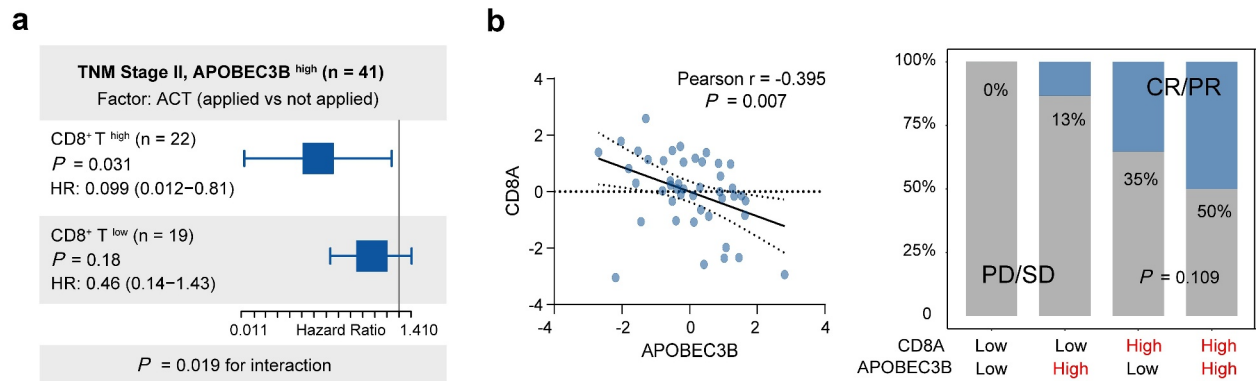 a
TNM Stage II, APOBEC3B high (n = 41)
Factor: ACT (applied vs not applied)
CD8+ T high (n = 22)
P = 0.031
HR: 0.099 (0.012−0.81)
CD8+ T low (n = 19)
P = 0.18
HR: 0.46 (0.14−1.43)
0.011 Hazard Ratio 1.410
P = 0.019 for interaction
b
Pearson r = -0.395
P = 0.007
CD8A
4
2
0
-2
-4
-4 -2 0 2 4
APOBEC3B
100%
75%
50%
25%
0
CR/PR
0%
13%
35%
50%
PD/SD
P = 0.109
CD8A Low Low High High
APOBEC3B Low High Low High